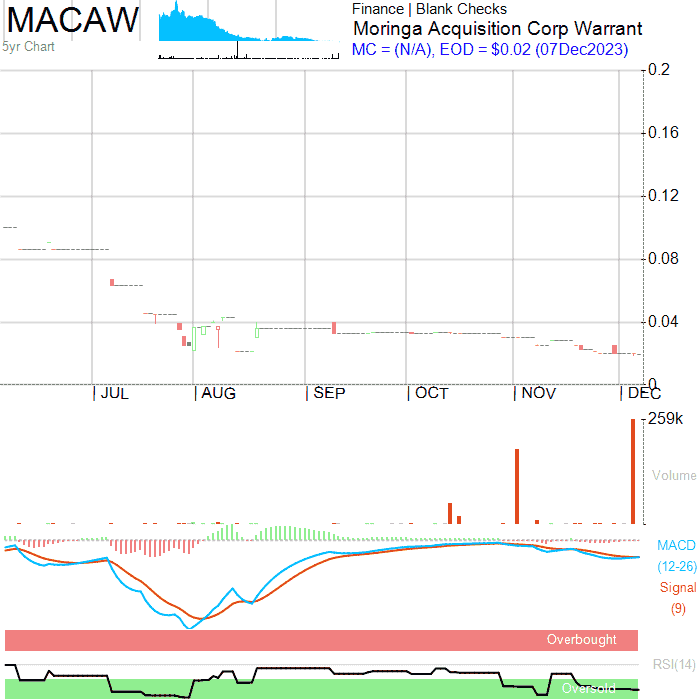 MACAW
5yr Chart
Finance | Blank Checks
Moringa Acquisition Corp Warrant
MC = (N/A), EOD = $0.02 (07Dec2023)
0.2
0.16
0.12
0.08
0.04
0
| JUL | AUG | SEP | OCT | NOV | DEC
259k
Volume
MACD
(12-26)
Signal
(9)
Overbought
RSI(14)
Oversold